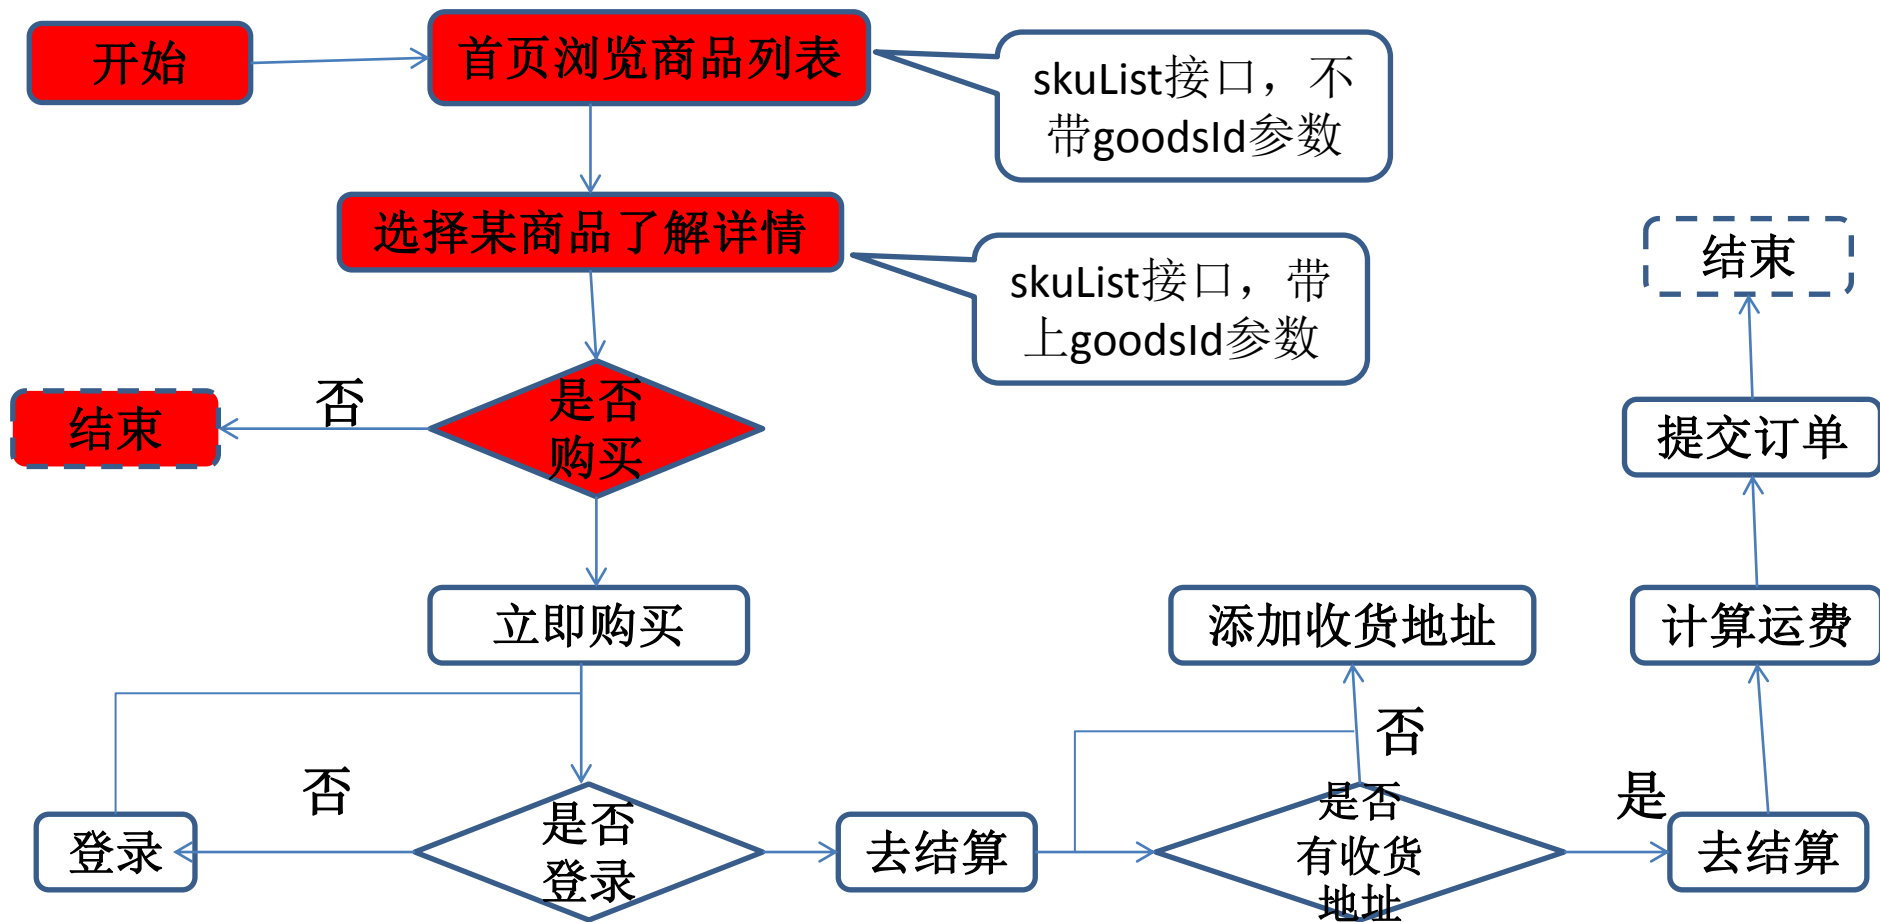 开始
首页浏览商品列表
skuList接口，不
带goodsId参数
选择某商品了解详情
skuList接口，带
上goodsId参数
结束
结束
否
是否
购买
提交订单
立即购买
添加收货地址
计算运费
否
否
是
登录
是否
登录
去结算
是否
有收货
地址
去结算